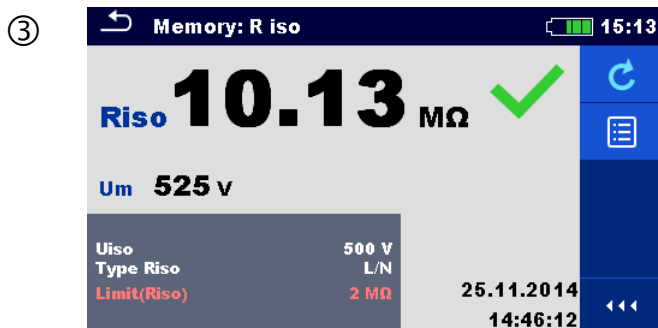 ③
Memory: R iso 15:13
Riso 10.13 MΩ
Um 525 V
Uiso 500 V
Type Riso L/N
Limit(Riso) 2 MΩ
25.11.2014
14:46:12